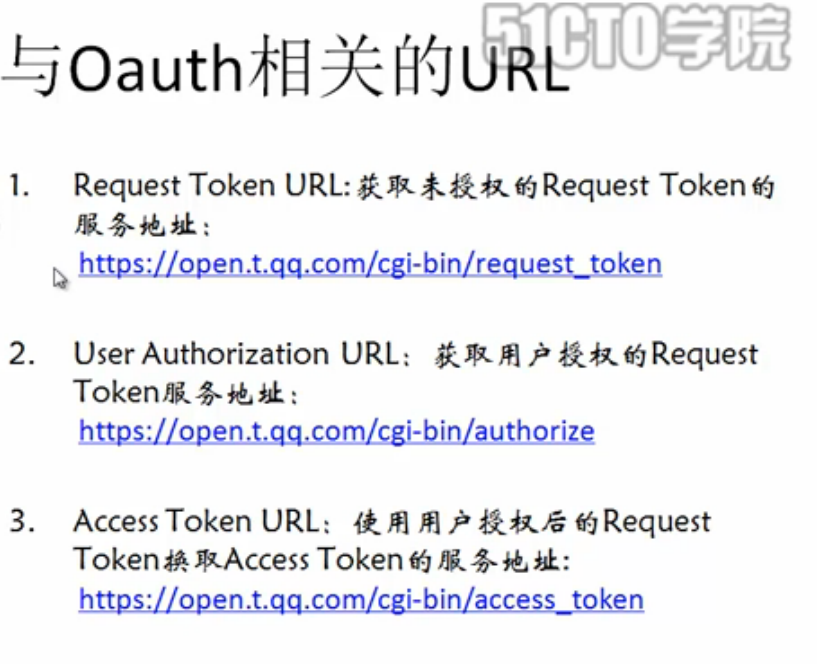 51CTO学院
与Oauth相关的URL
1. Request Token URL:获取未授权的Request Token的
服务地址：
https://open.t.qq.com/cgi-bin/request_token
2. User Authorization URL：获取用户授权的Request
Token服务地址：
https://open.t.qq.com/cgi-bin/authorize
3. Access Token URL：使用用户授权后的Request
Token换取Access Token的服务地址:
https://open.t.qq.com/cgi-bin/access_token